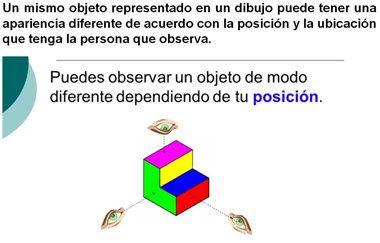 Un mismo objeto representado en un dibujo puede tener una
apariencia diferente de acuerdo con la posición y la ubicación
que tenga la persona que observa.
Puedes observar un objeto de modo
diferente dependiendo de tu posición.